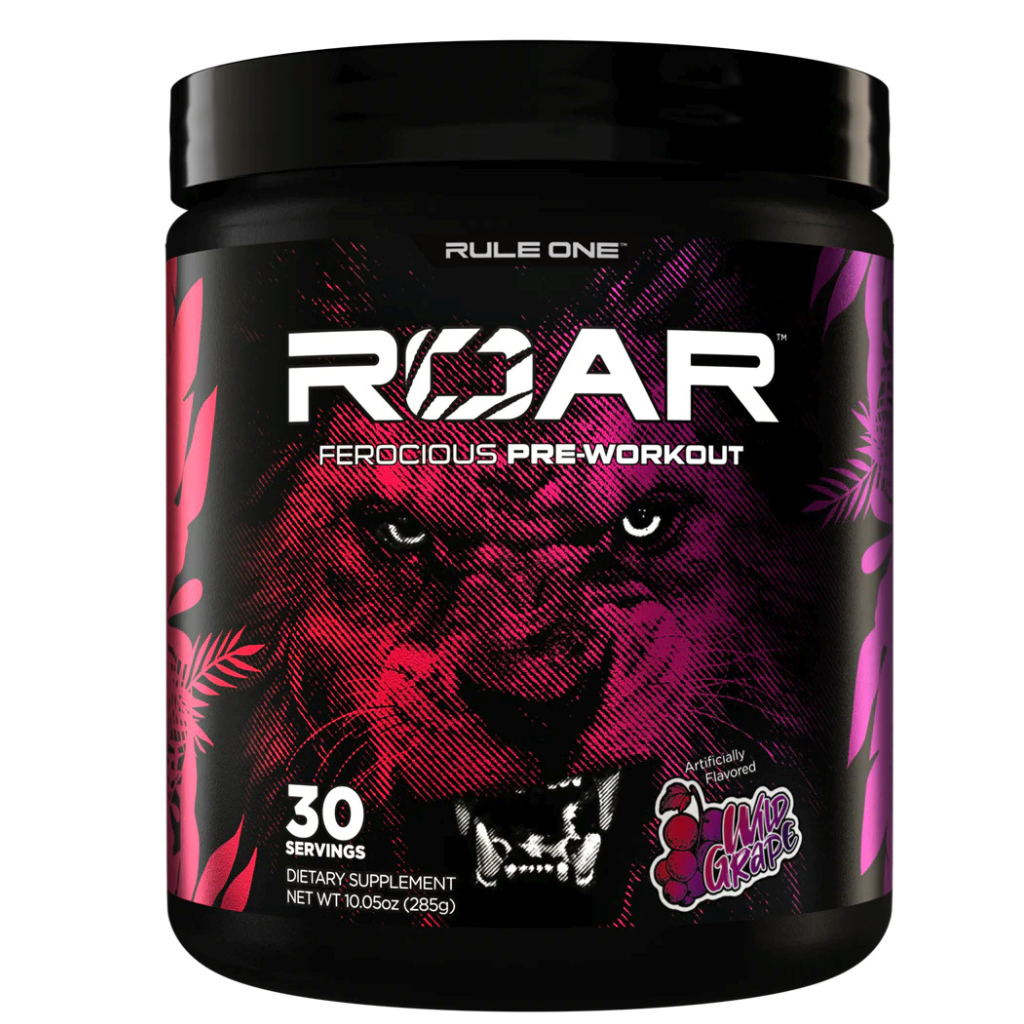 RULE ONE™
ROAR™
FEROCIOUS PRE-WORKOUT
Artificially
Flavored
Wild
Grape
30
SERVINGS
DIETARY SUPPLEMENT
NET WT 10.05oz (285g)